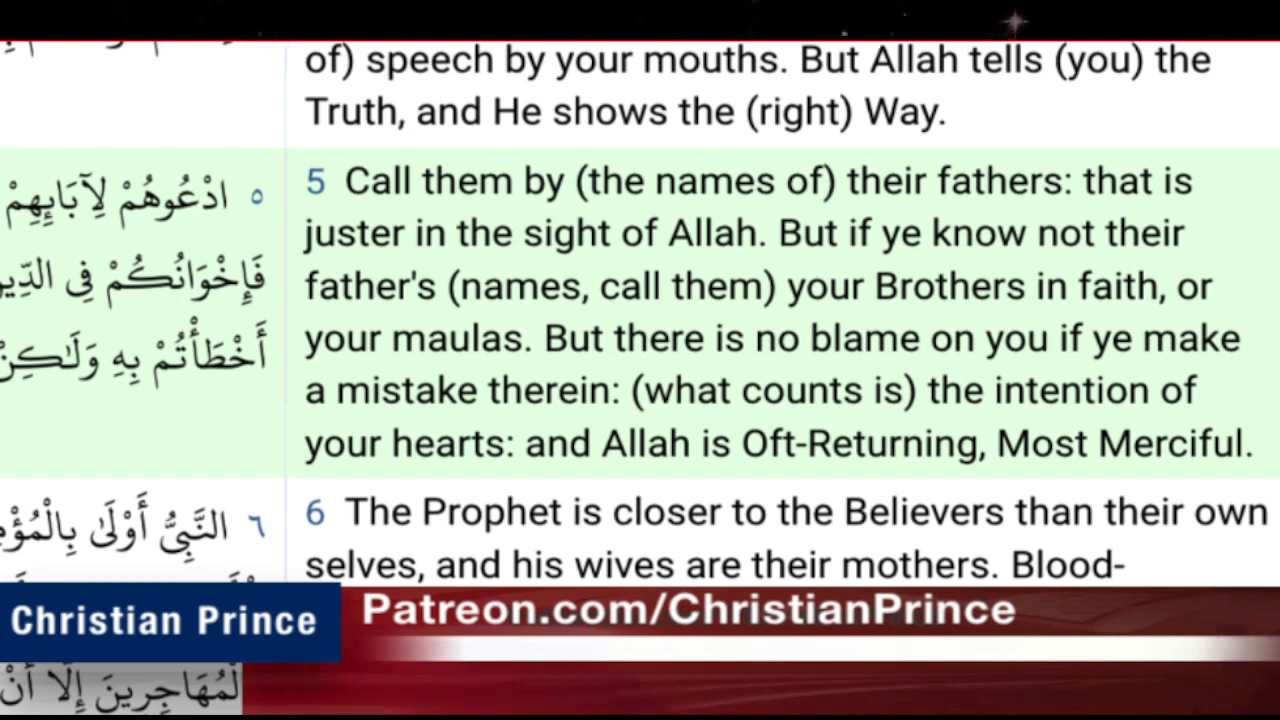 of) speech by your mouths. But Allah tells (you) the
Truth, and He shows the (right) Way.
٥ ادْعُوهُمْ لِآبَائِهِمْ
فَإِخْوَانُكُمْ فِي
أَخْطَأْتُمْ بِهِ وَلَٰكِنْ
5 Call them by (the names of) their fathers: that is
juster in the sight of Allah. But if ye know not their
father's (names, call them) your Brothers in faith, or
your maulas. But there is no blame on you if ye make
a mistake therein: (what counts is) the intention of
your hearts: and Allah is Oft-Returning, Most Merciful.
٦ النَّبِيُّ أَوْلَىٰ
6 The Prophet is closer to the Believers than their own
selves, and his wives are their mothers. Blood-
Christian Prince
Patreon.com/ChristianPrince
لْمُهَاجِرِينَ إِلَّا أَنْ